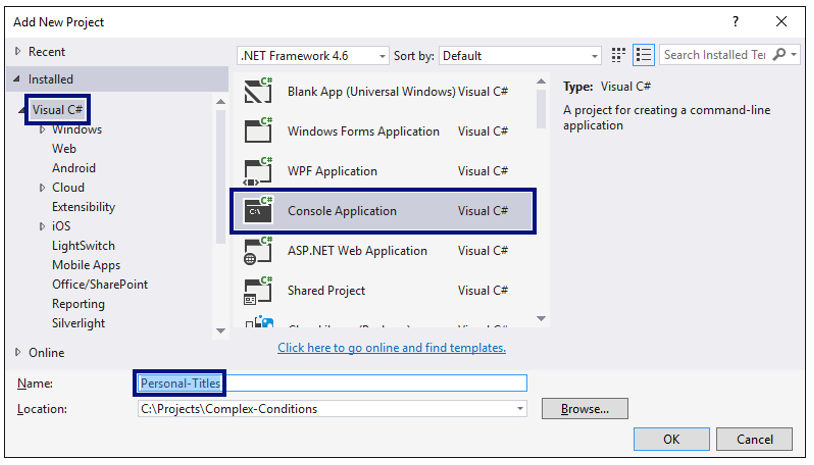 Add New Project ?
Recent
Installed
Visual C#
Windows
Web
Android
Cloud
Extensibility
iOS
LightSwitch
Mobile Apps
Office/SharePoint
Reporting
Silverlight
Online
.NET Framework 4.6 Sort by: Default
Search Installed
Blank App (Universal Windows) Visual C#
Windows Forms Application Visual C#
WPF Application Visual C#
Console Application Visual C#
ASP.NET Web Application Visual C#
Shared Project Visual C#
Click here to go online and find templates.
Type: Visual C#
A project for creating a command-line
application
Name: Personal-Titles
Location: C:\Projects\Complex-Conditions
Browse...
OK Cancel